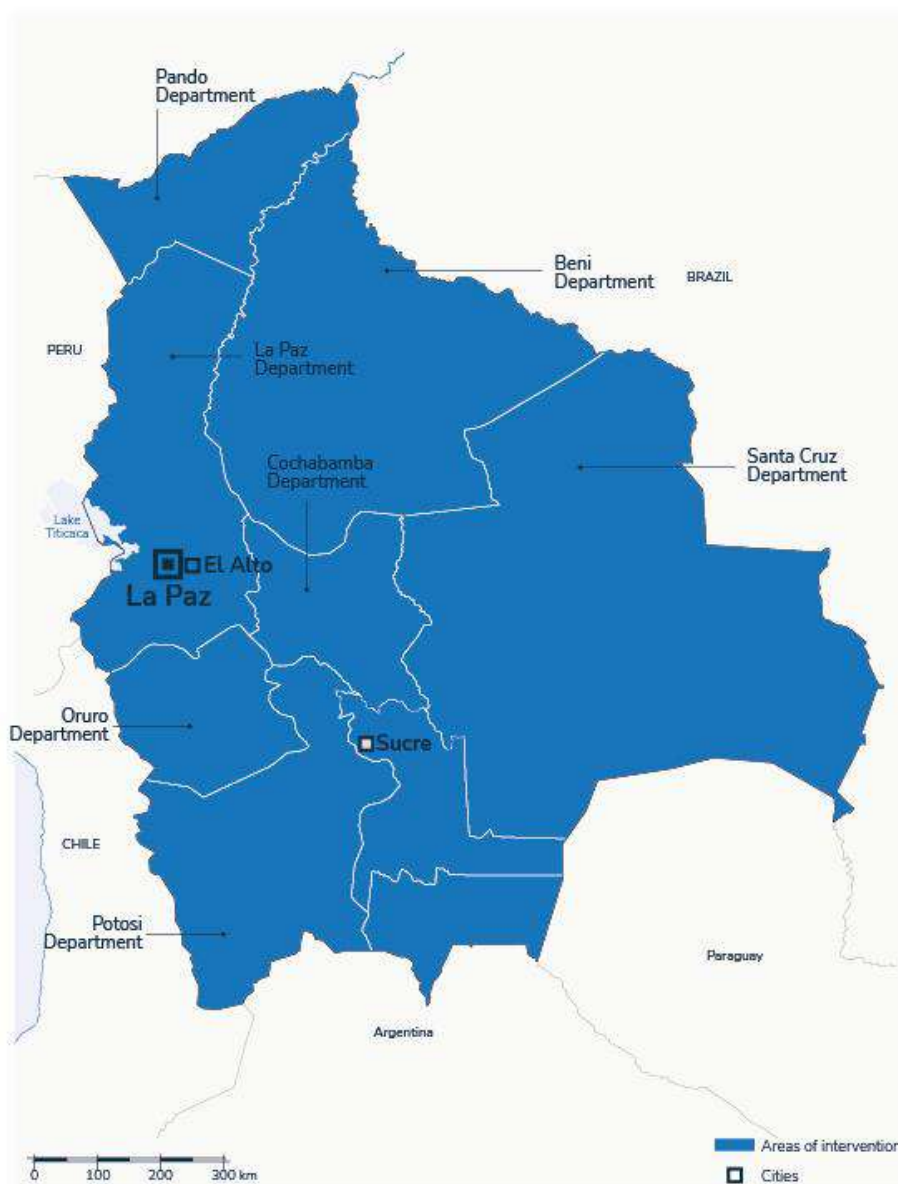 Pando
Department
Beni
Department
BRAZIL
PERU
La Paz
Department
Cochabamba
Department
Santa Cruz
Department
Lake
Titicaca
El Alto
La Paz
Oruro
Department
Sucre
CHILE
Potosi
Department
Paraguay
Argentina
Areas of intervention
0 100 200 300 km
Cities